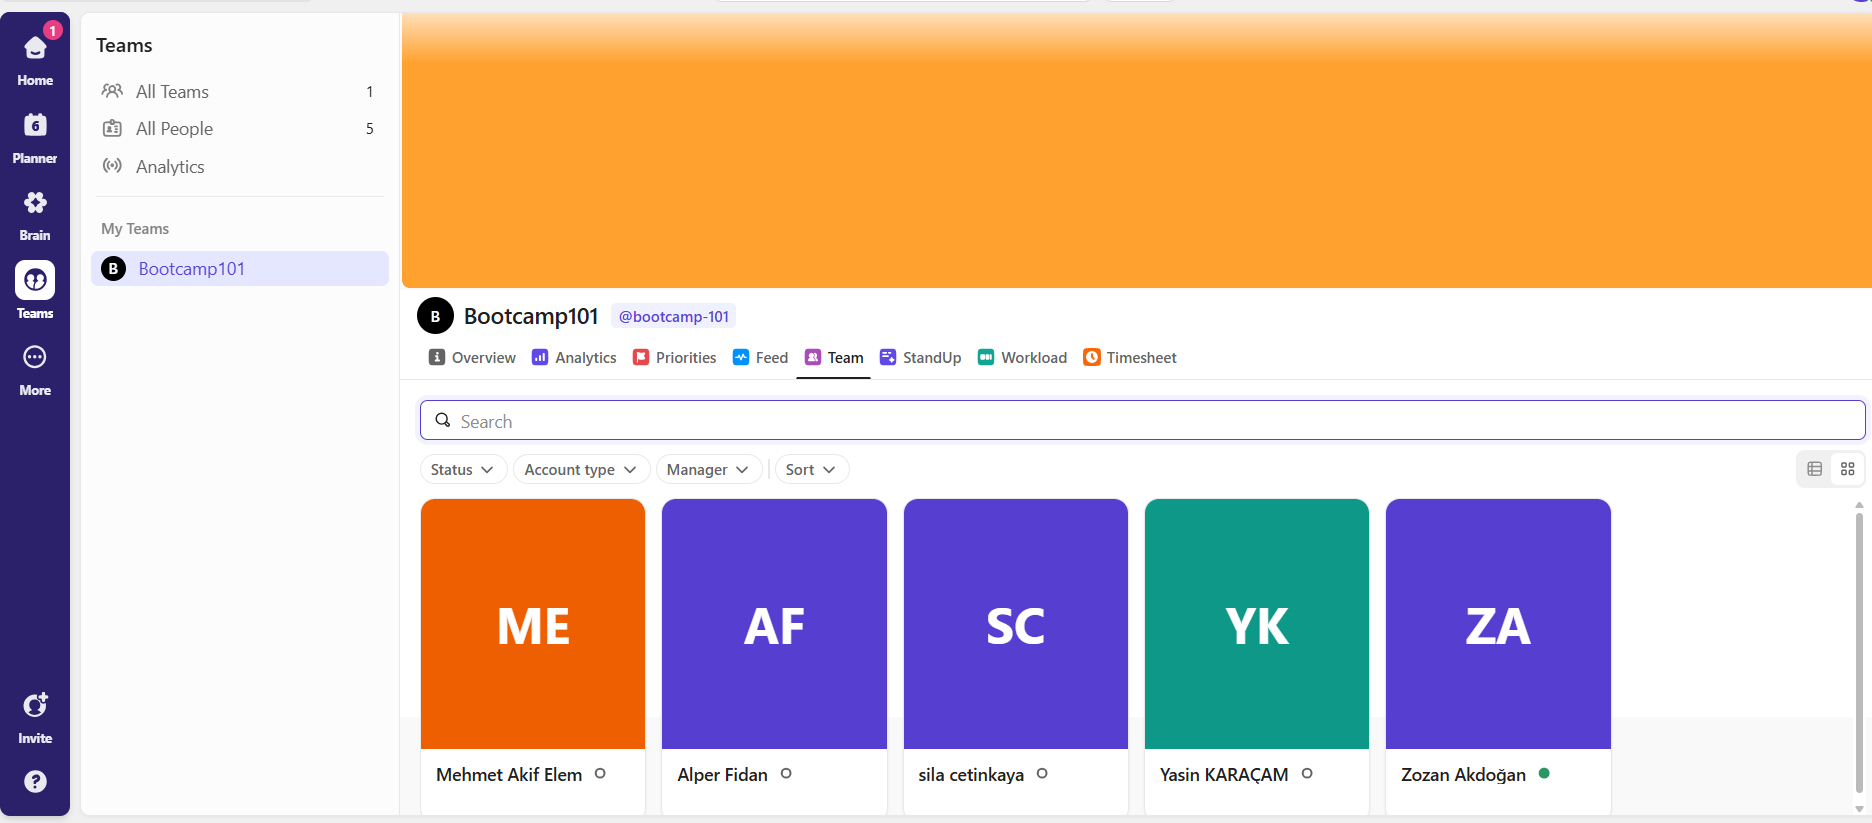 1
Home
6
Planner
Brain
Teams
More
Invite
?
Teams
All Teams 1
All People 5
Analytics
My Teams
B Bootcamp101
B Bootcamp101 @bootcamp-101
Overview Analytics Priorities Feed Team StandUp Workload Timesheet
Search
Status Account type Manager Sort
ME AF SC YK ZA
Mehmet Akif Elem Alper Fidan sila cetinkaya Yasin KARAÇAM Zozan Akdoğan